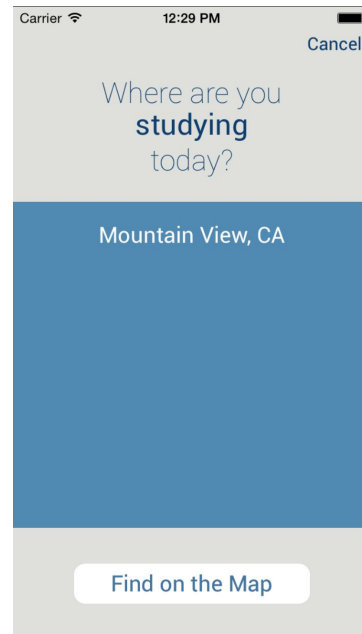 Carrier 12:29 PM
Cancel
Where are you
studying
today?
Mountain View, CA
Find on the Map